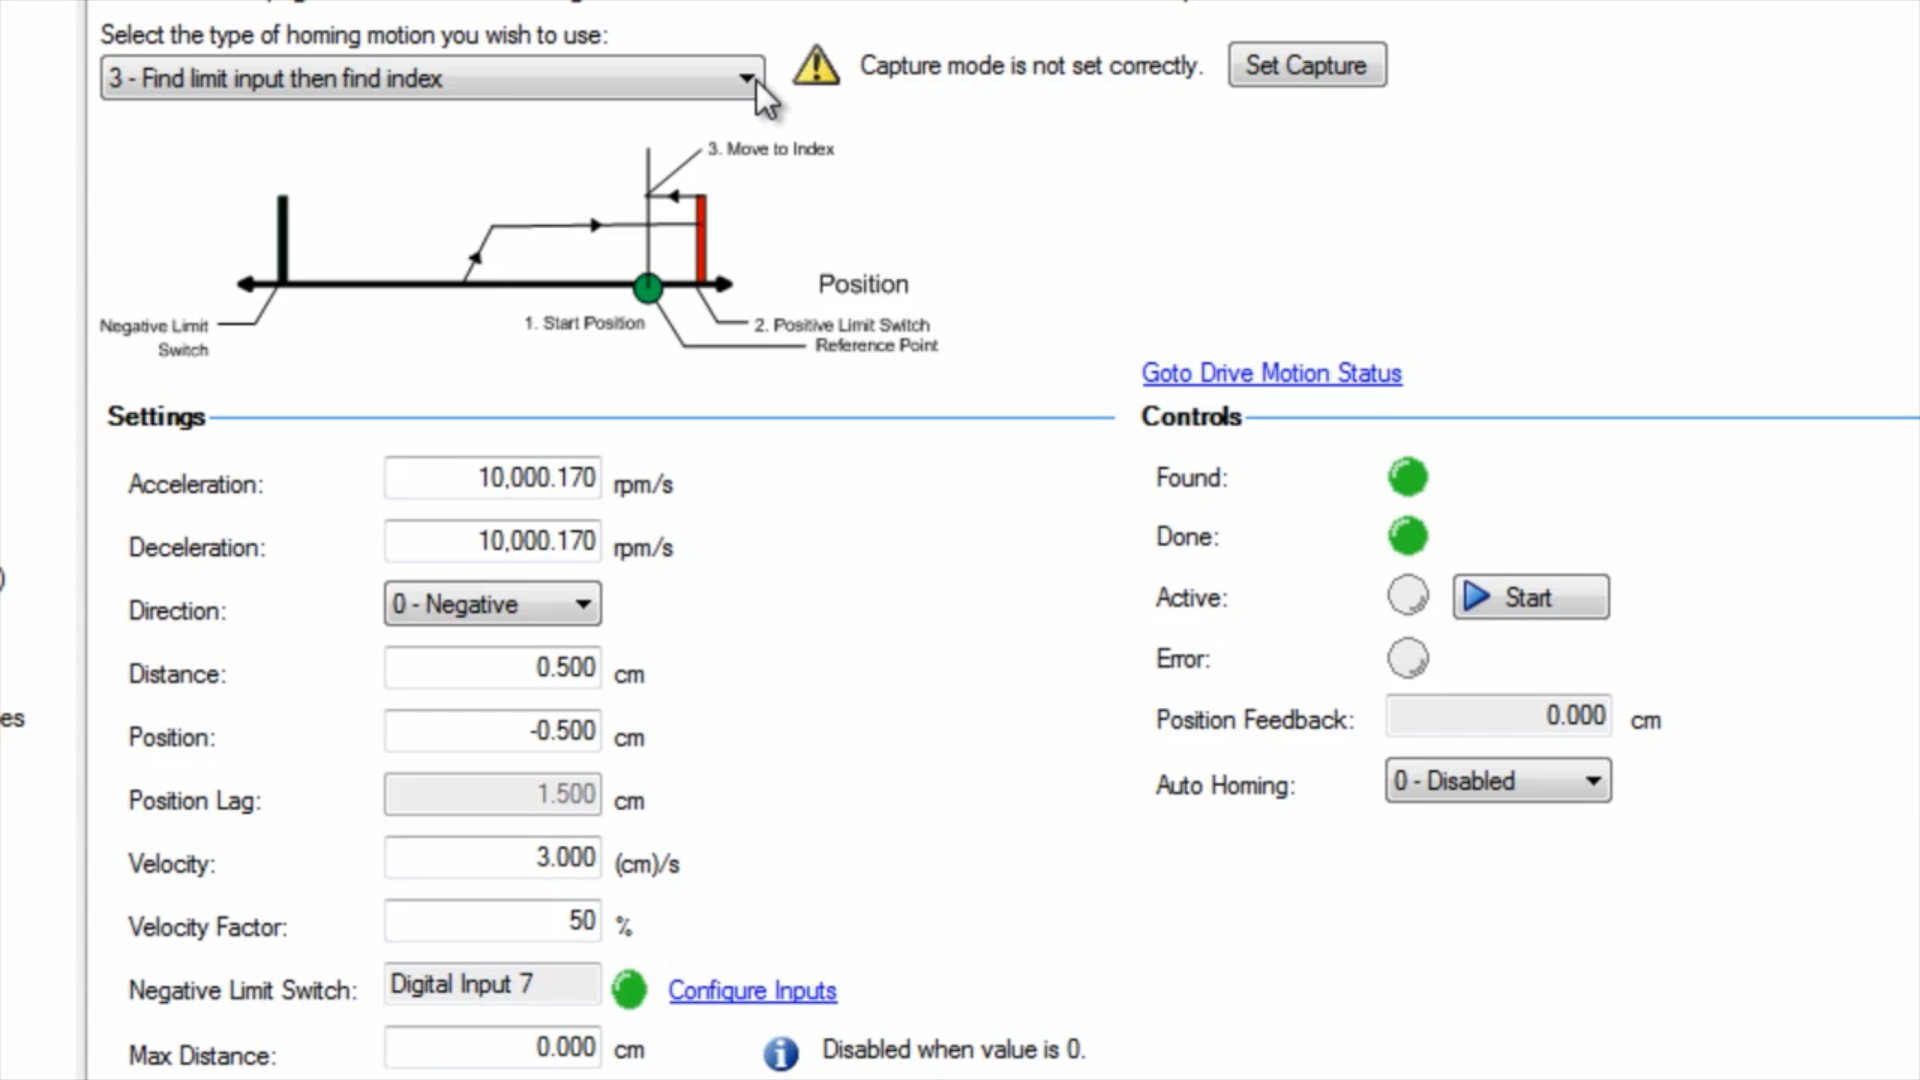 Select the type of homing motion you wish to use:
3 - Find limit input then find index
Capture mode is not set correctly.
Set Capture
3. Move to Index
Position
Negative Limit
Switch
1. Start Position
2. Positive Limit Switch
Reference Point
Goto Drive Motion Status
Settings
Controls
Acceleration: 10,000.170 rpm/s
Found:
Deceleration: 10,000.170 rpm/s
Done:
Direction: 0 - Negative
Active: Start
Distance: 0.500 cm
Error:
Position: -0.500 cm
Position Feedback: 0.000 cm
es
Position Lag: 1.500 cm
Auto Homing: 0 - Disabled
Velocity: 3.000 (cm)/s
Velocity Factor: 50 %
Negative Limit Switch: Digital Input 7 Configure Inputs
Max Distance: 0.000 cm Disabled when value is 0.